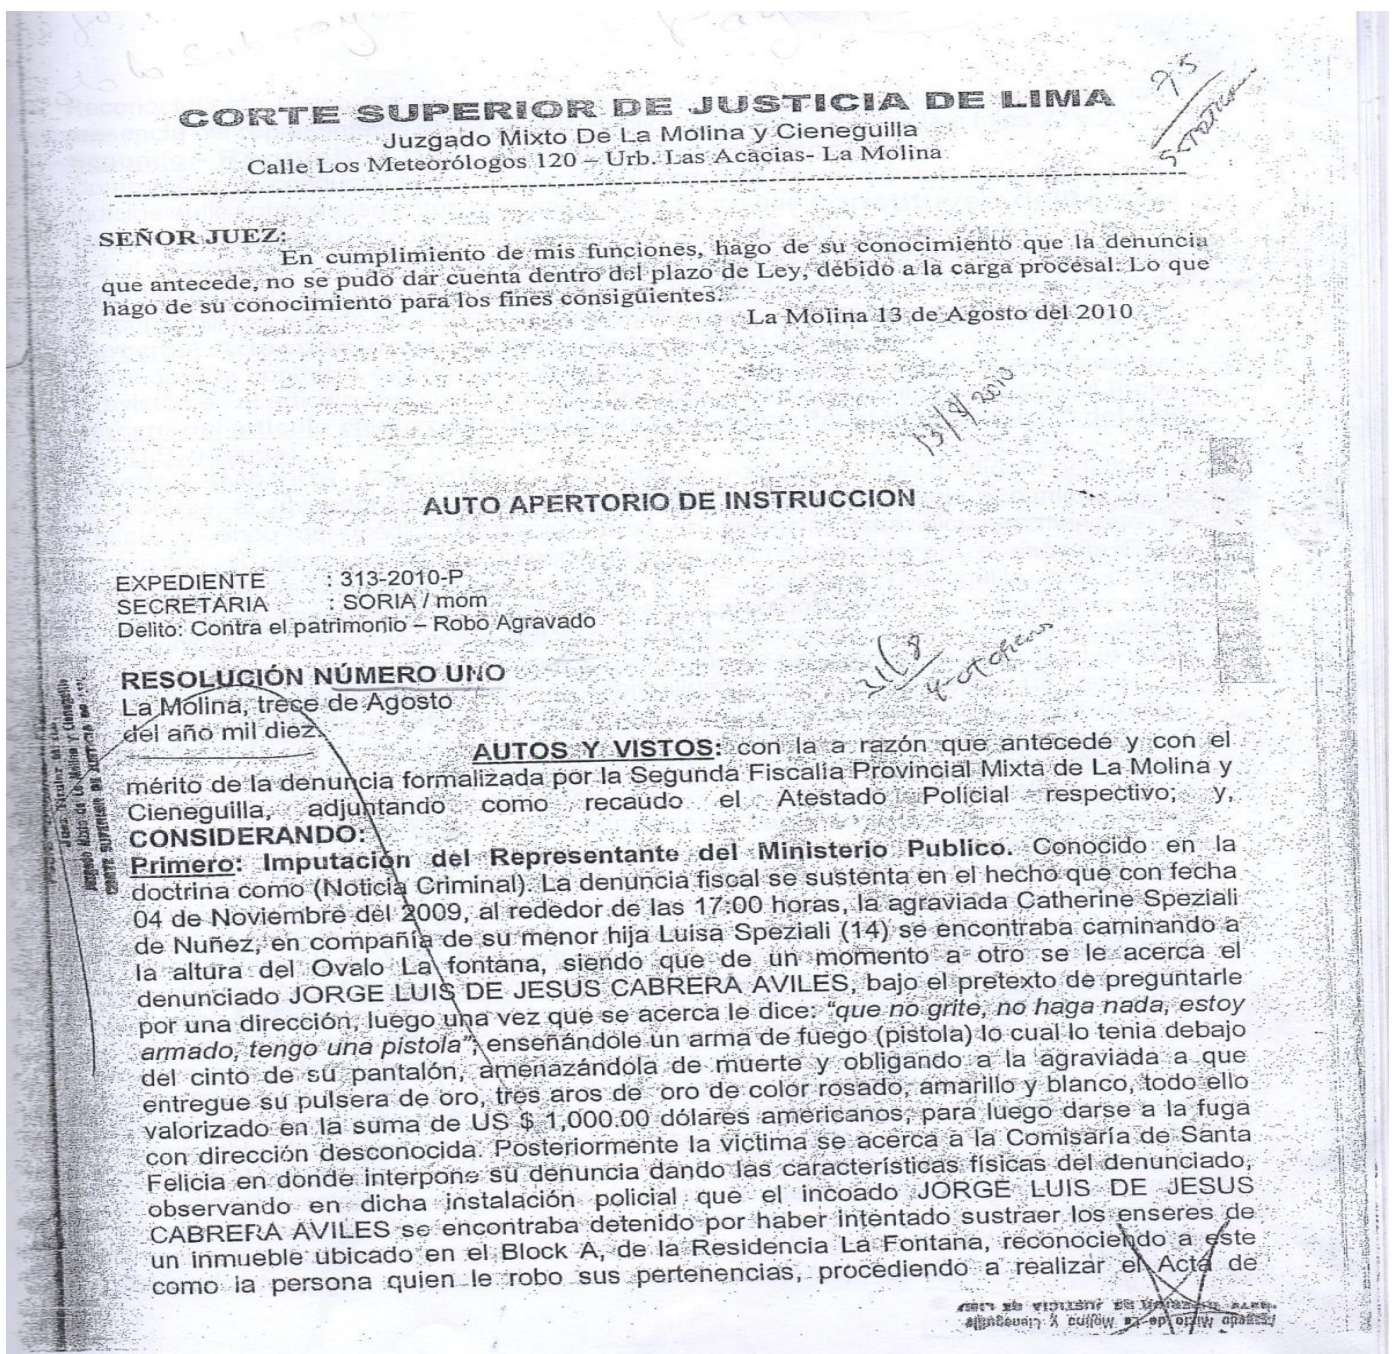 95
CORTE SUPERIOR DE JUSTICIA DE LIMA
Juzgado Mixto De La Molina y Cieneguilla
Calle Los Meteorólogos 120 – Urb. Las Acacias- La Molina
SEÑOR JUEZ:
En cumplimiento de mis funciones, hago de su conocimiento que la denuncia
que antecede, no se pudo dar cuenta dentro del plazo de Ley, debido a la carga procesal. Lo que
hago de su conocimiento para los fines consiguientes.
La Molina 13 de Agosto del 2010
13/8/2010
AUTO APERTORIO DE INSTRUCCION
EXPEDIENTE : 313-2010-P
SECRETARIA : SORIA / mom
Delito: Contra el patrimonio – Robo Agravado
RESOLUCIÓN NÚMERO UNO
La Molina, trece de Agosto
del año mil diez.
AUTOS Y VISTOS: con la a razón que antecede y con el
mérito de la denuncia formalizada por la Segunda Fiscalía Provincial Mixta de La Molina y
Cieneguilla, adjuntando como recaudo el Atestado Policial respectivo; y,
CONSIDERANDO:
Primero: Imputación del Representante del Ministerio Publico. Conocido en la
doctrina como (Noticia Criminal). La denuncia fiscal se sustenta en el hecho que con fecha
04 de Noviembre del 2009, al rededor de las 17:00 horas, la agraviada Catherine Speziali
de Nuñez, en compañía de su menor hija Luisa Speziali (14) se encontraba caminando a
la altura del Ovalo La fontana, siendo que de un momento a otro se le acerca el
denunciado JORGE LUIS DE JESUS CABRERA AVILES, bajo el pretexto de preguntarle
por una dirección, luego una vez que se acerca le dice: "que no grite, no haga nada, estoy
armado, tengo una pistola", enseñándole un arma de fuego (pistola) lo cual lo tenia debajo
del cinto de su pantalón, amenazándola de muerte y obligando a la agraviada a que
entregue su pulsera de oro, tres aros de oro de color rosado, amarillo y blanco, todo ello
valorizado en la suma de US $ 1,000.00 dólares americanos, para luego darse a la fuga
con dirección desconocida. Posteriormente la victima se acerca a la Comisaría de Santa
Felicia en donde interpone su denuncia dando las características físicas del denunciado,
observando en dicha instalación policial que el incoado JORGE LUIS DE JESUS
CABRERA AVILES se encontraba detenido por haber intentado sustraer los enseres de
un inmueble ubicado en el Block A, de la Residencia La Fontana, reconociendo a este
como la persona quien le robo sus pertenencias, procediendo a realizar el Acta de